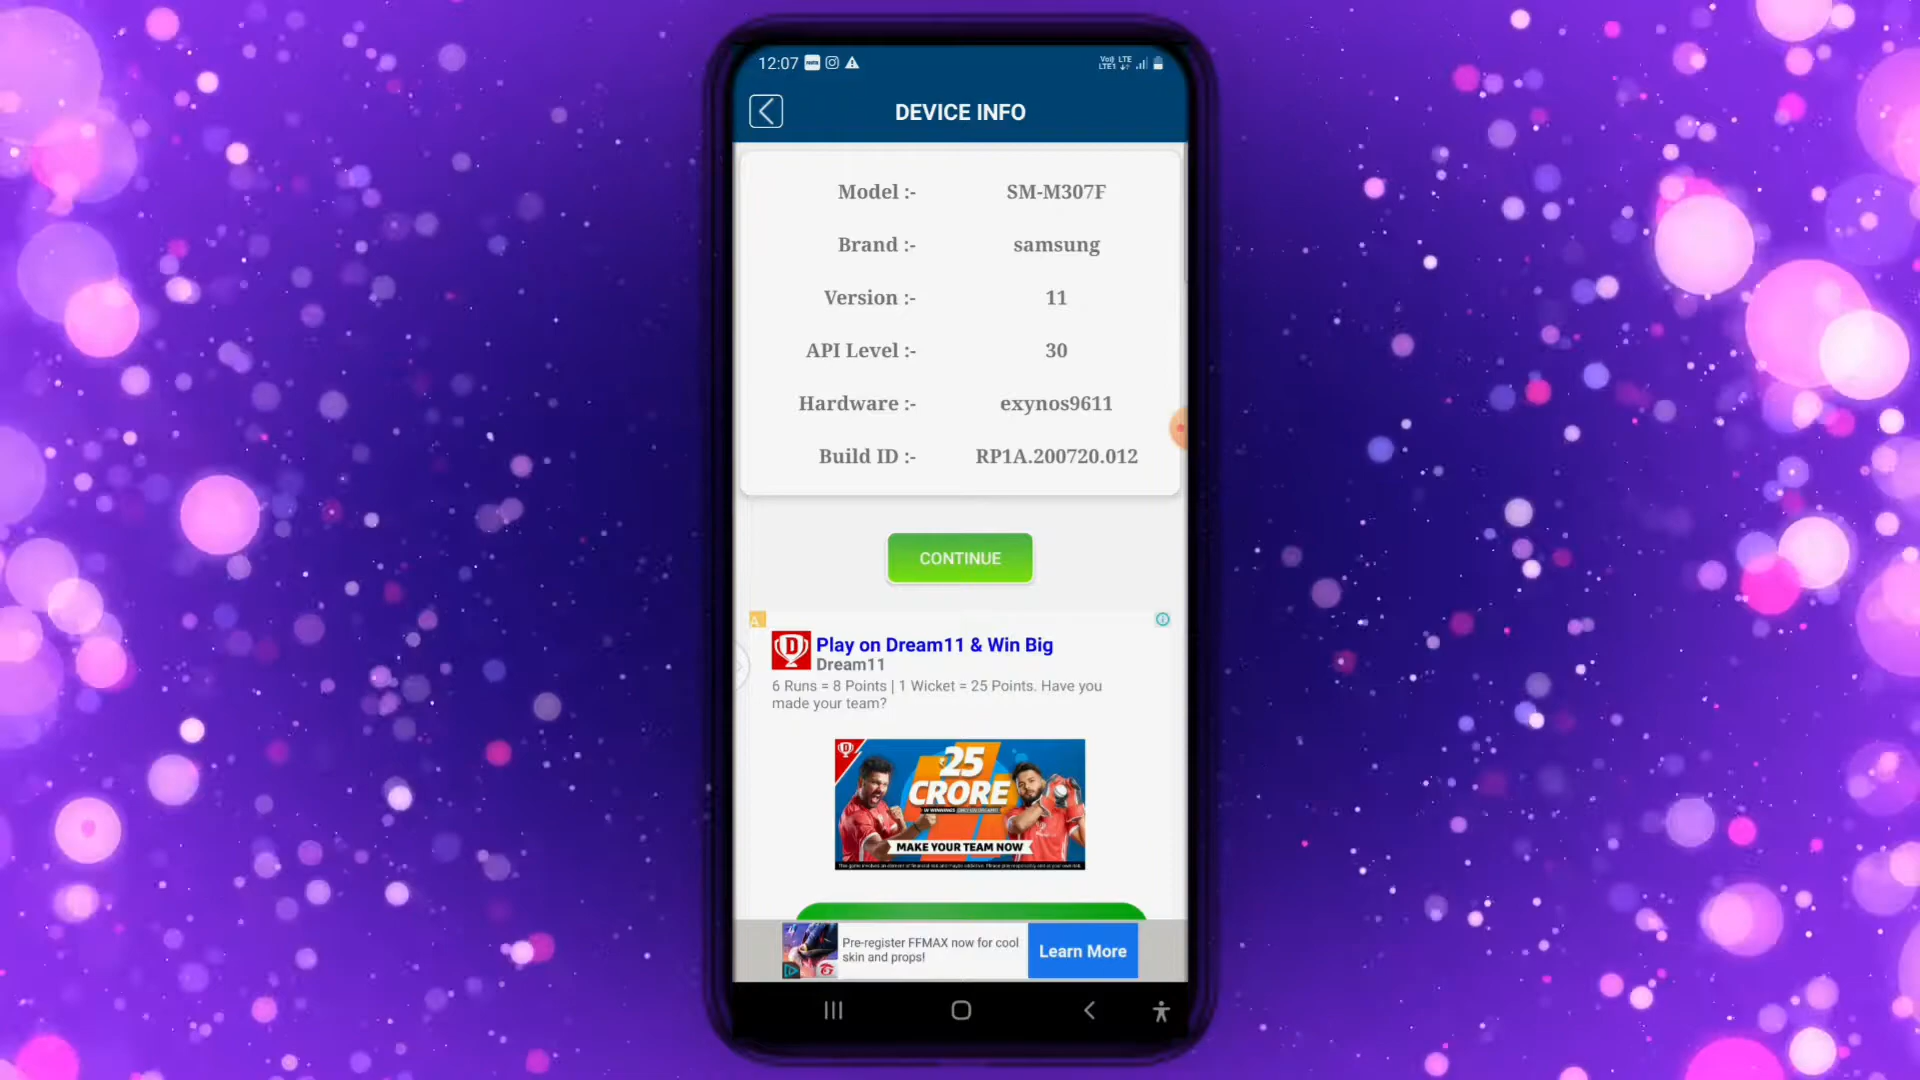 12:07
VoI) LTE
LTE1
DEVICE INFO
Model :- SM-M307F
Brand :- samsung
Version :- 11
API Level :- 30
Hardware :- exynos9611
Build ID :- RP1A.200720.012
CONTINUE
A
Play on Dream11 & Win Big
Dream11
6 Runs = 8 Points | 1 Wicket = 25 Points. Have you
made your team?
₹25
CRORE
MAKE YOUR TEAM NOW
Pre-register FFMAX now for cool
skin and props!
Learn More